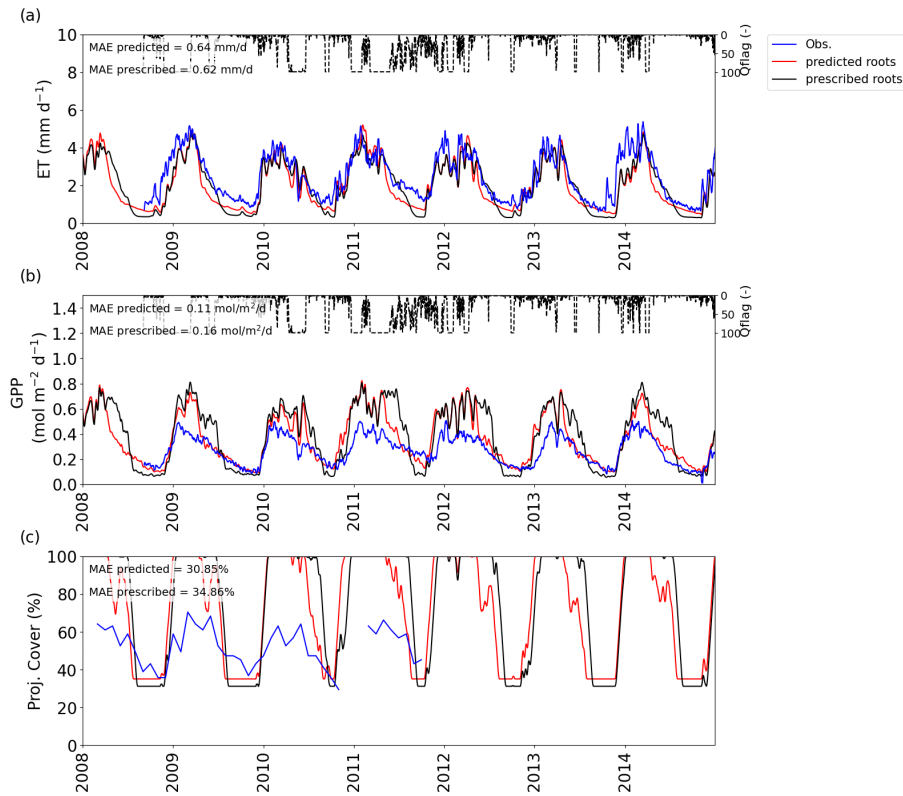 (a)
MAE predicted = 0.64 mm/d
MAE prescribed = 0.62 mm/d
ET (mm d⁻¹)
10
8
6
4
2
0
0
50
100
Qflag (-)
2008
2009
2010
2011
2012
2013
2014
Obs.
predicted roots
prescribed roots
(b)
MAE predicted = 0.11 mol/m²/d
MAE prescribed = 0.16 mol/m²/d
GPP
(mol m⁻² d⁻¹)
1.4
1.2
1.0
0.8
0.6
0.4
0.2
0.0
0
50
100
Qflag (-)
2008
2009
2010
2011
2012
2013
2014
(c)
MAE predicted = 30.85%
MAE prescribed = 34.86%
Proj. Cover (%)
100
80
60
40
20
0
2008
2009
2010
2011
2012
2013
2014